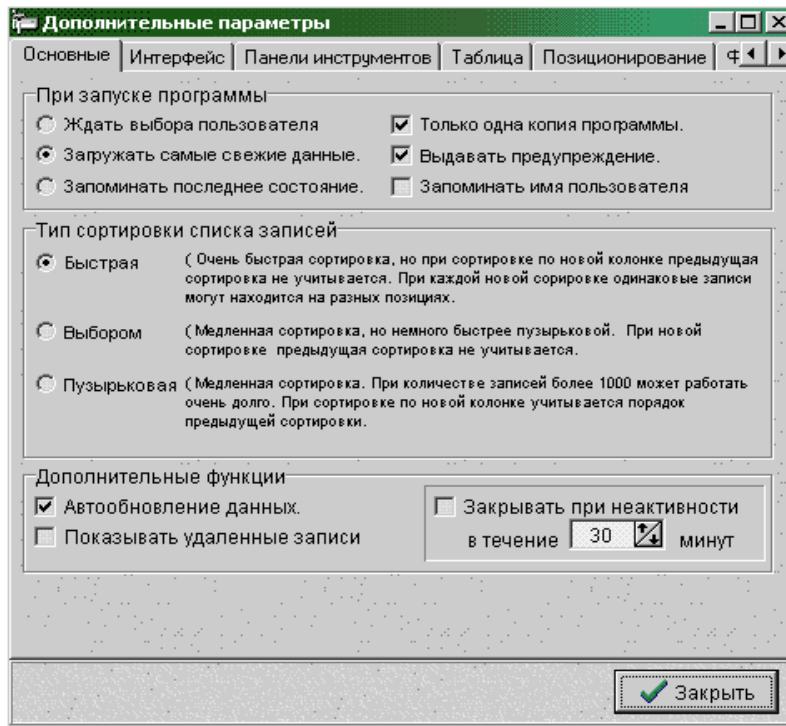 Дополнительные параметры
Основные Интерфейс Панели инструментов Таблица Позиционирование Ф
При запуске программы
Ждать выбора пользователя Только одна копия программы.
Загружать самые свежие данные. Выдавать предупреждение.
Запоминать последнее состояние. Запоминать имя пользователя
Тип сортировки списка записей
Быстрая ( Очень быстрая сортировка, но при сортировке по новой колонке предыдущая
сортировка не учитывается. При каждой новой сорировке одинаковые записи
могут находится на разных позициях.
Выбором ( Медленная сортировка, но немного быстрее пузырьковой. При новой
сортировке предыдущая сортировка не учитывается.
Пузырьковая ( Медленная сортировка. При количестве записей более 1000 может работать
очень долго. При сортировке по новой колонке учитывается порядок
предыдущей сортировки.
Дополнительные функции
Автообновление данных. Закрывать при неактивности
Показывать удаленные записи в течение 30 минут
Закрыть